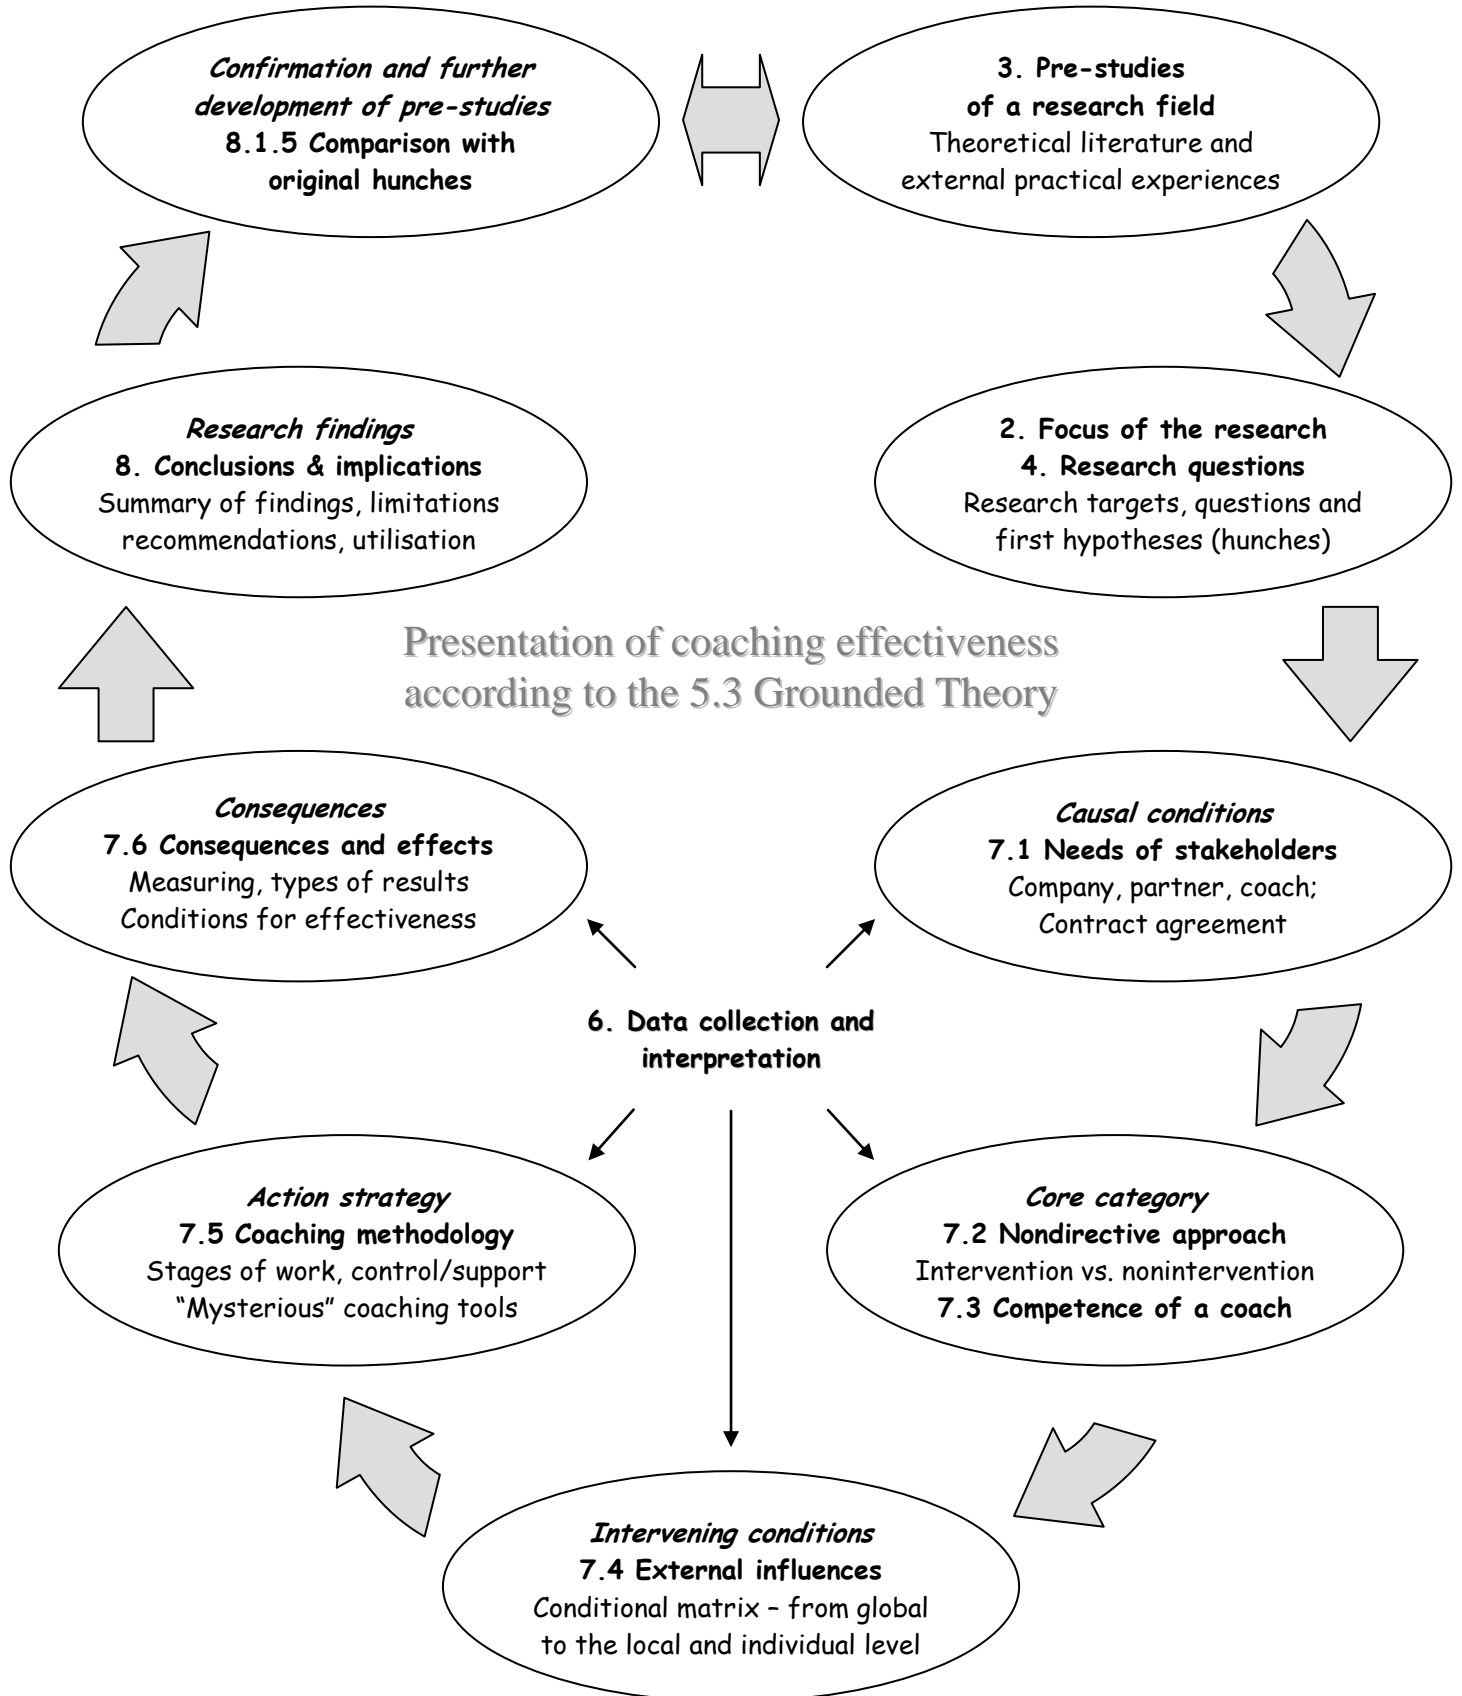 Confirmation and further
development of pre-studies
8.1.5 Comparison with
original hunches
3. Pre-studies
of a research field
Theoretical literature and
external practical experiences
Research findings
8. Conclusions & implications
Summary of findings, limitations
recommendations, utilisation
2. Focus of the research
4. Research questions
Research targets, questions and
first hypotheses (hunches)
Presentation of coaching effectiveness
according to the 5.3 Grounded Theory
Consequences
7.6 Consequences and effects
Measuring, types of results
Conditions for effectiveness
Causal conditions
7.1 Needs of stakeholders
Company, partner, coach;
Contract agreement
6. Data collection and
interpretation
Action strategy
7.5 Coaching methodology
Stages of work, control/support
“Mysterious” coaching tools
Core category
7.2 Nondirective approach
Intervention vs. nonintervention
7.3 Competence of a coach
Intervening conditions
7.4 External influences
Conditional matrix – from global
to the local and individual level